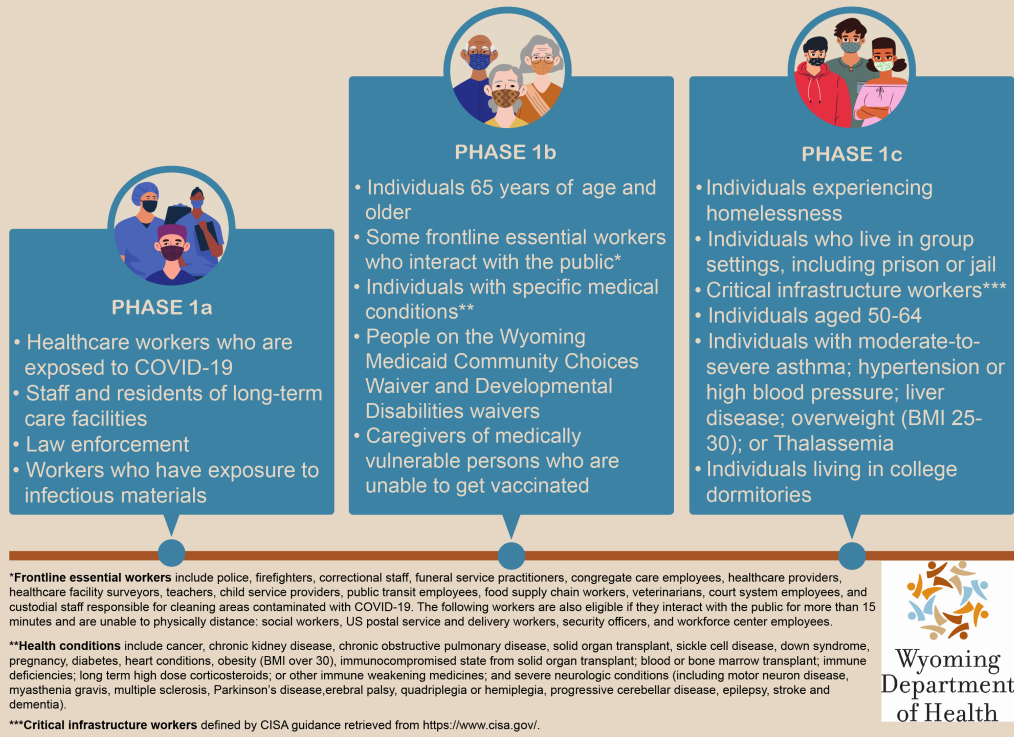 PHASE 1a
• Healthcare workers who are
exposed to COVID-19
• Staff and residents of long-term
care facilities
• Law enforcement
• Workers who have exposure to
infectious materials
PHASE 1b
• Individuals 65 years of age and
older
• Some frontline essential workers
who interact with the public*
• Individuals with specific medical
conditions**
• People on the Wyoming
Medicaid Community Choices
Waiver and Developmental
Disabilities waivers
• Caregivers of medically
vulnerable persons who are
unable to get vaccinated
PHASE 1c
• Individuals experiencing
homelessness
• Individuals who live in group
settings, including prison or jail
• Critical infrastructure workers***
• Individuals aged 50-64
• Individuals with moderate-to-
severe asthma; hypertension or
high blood pressure; liver
disease; overweight (BMI 25-
30); or Thalassemia
• Individuals living in college
dormitories
*Frontline essential workers include police, firefighters, correctional staff, funeral service practitioners, congregate care employees, healthcare providers,
healthcare facility surveyors, teachers, child service providers, public transit employees, food supply chain workers, veterinarians, court system employees, and
custodial staff responsible for cleaning areas contaminated with COVID-19. The following workers are also eligible if they interact with the public for more than 15
minutes and are unable to physically distance: social workers, US postal service and delivery workers, security officers, and workforce center employees.
**Health conditions include cancer, chronic kidney disease, chronic obstructive pulmonary disease, solid organ transplant, sickle cell disease, down syndrome,
pregnancy, diabetes, heart conditions, obesity (BMI over 30), immunocompromised state from solid organ transplant; blood or bone marrow transplant; immune
deficiencies; long term high dose corticosteroids; or other immune weakening medicines; and severe neurologic conditions (including motor neuron disease,
myasthenia gravis, multiple sclerosis, Parkinson's disease,erebral palsy, quadriplegia or hemiplegia, progressive cerebellar disease, epilepsy, stroke and
dementia).
***Critical infrastructure workers defined by CISA guidance retrieved from https://www.cisa.gov/.
Wyoming
Department
of Health